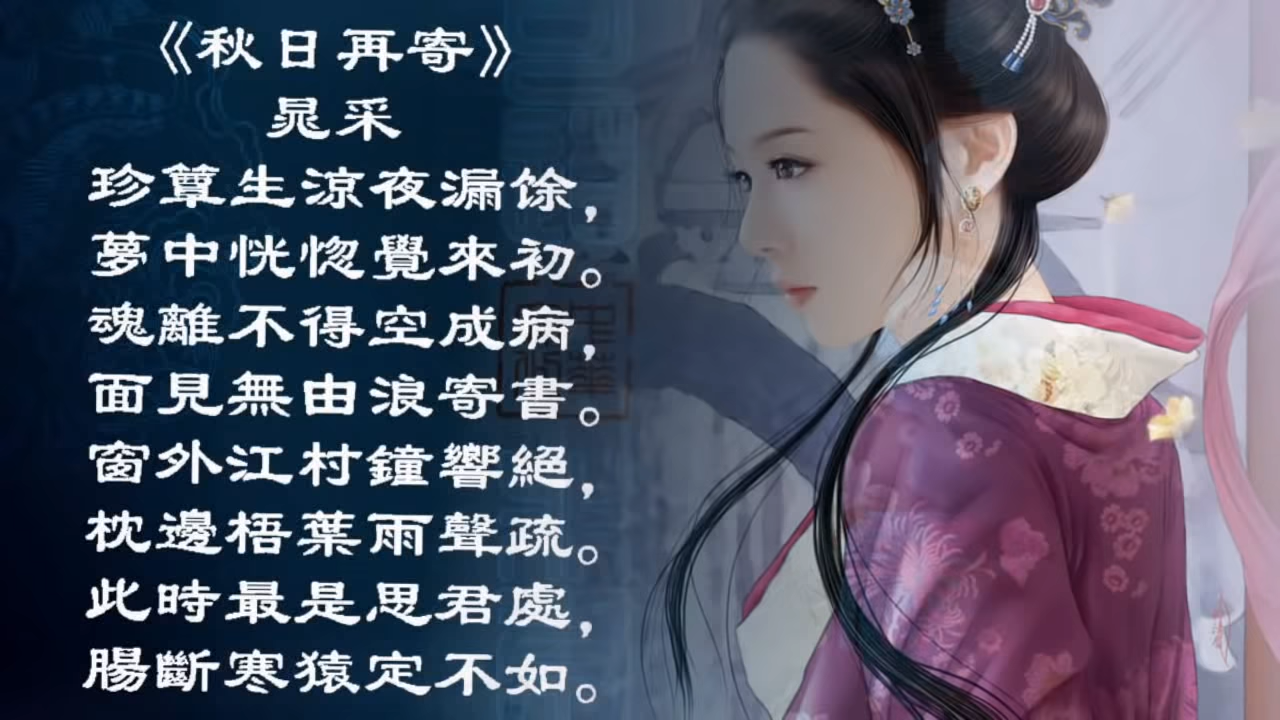 《秋日再寄》
晁采
珍簟生涼夜漏馀，
夢中恍惚覺來初。
魂離不得空成病，
面見無由浪寄書。
窗外江村鐘響絕，
枕邊梧葉雨聲疏。
此時最是思君處，
腸斷寒猿定不如。